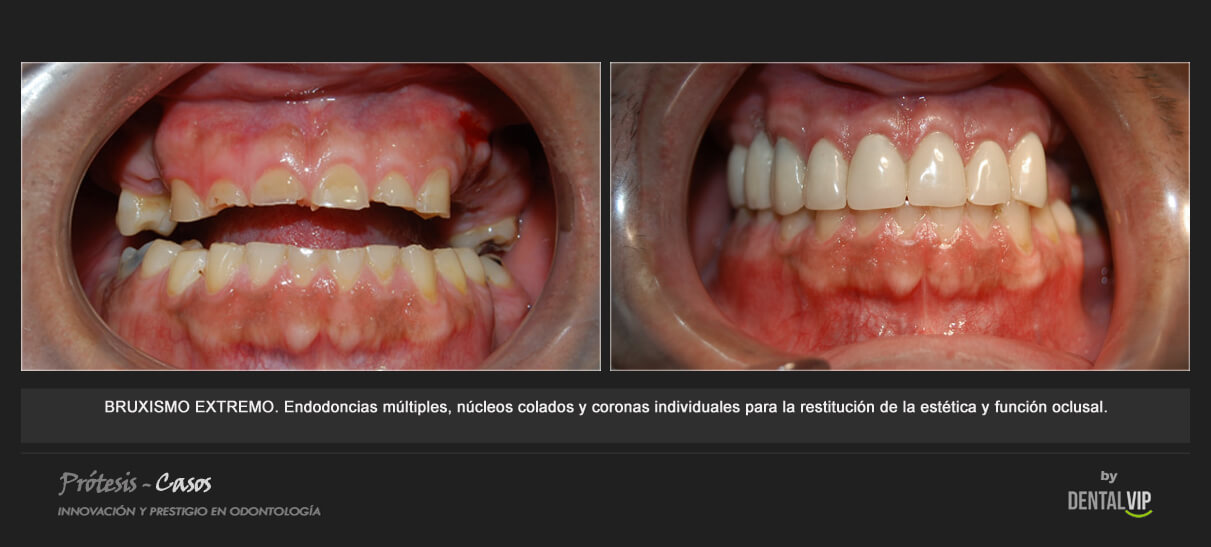 BRUXISMO EXTREMO. Endodoncias múltiples, núcleos colados y coronas individuales para la restitución de la estética y función oclusal.
Prótesis - Casos
INNOVACIÓN Y PRESTIGIO EN ODONTOLOGÍA
by
DENTALVIP